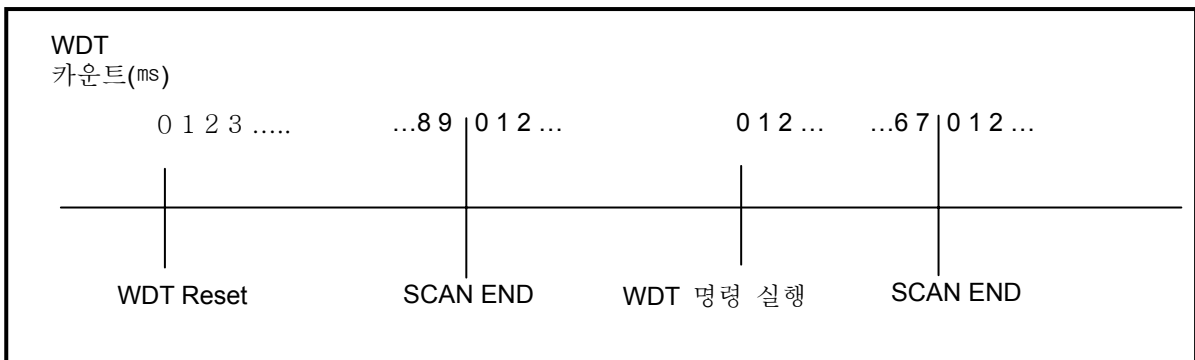 WDT
카운트(㎳)
0 1 2 3 ..... …8 9 0 1 2 … 0 1 2 … …6 7 0 1 2 …
WDT Reset SCAN END WDT 명령 실행 SCAN END